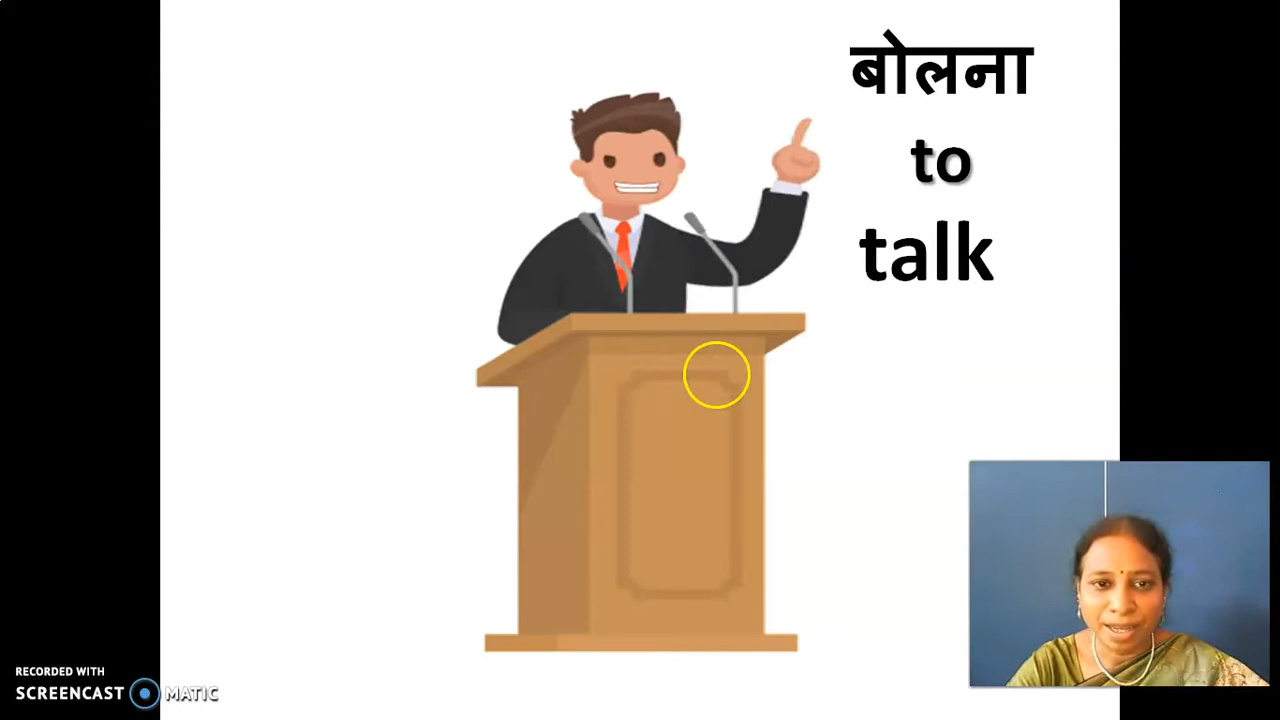 बोलना
to
talk
RECORDED WITH
SCREENCAST MATIC